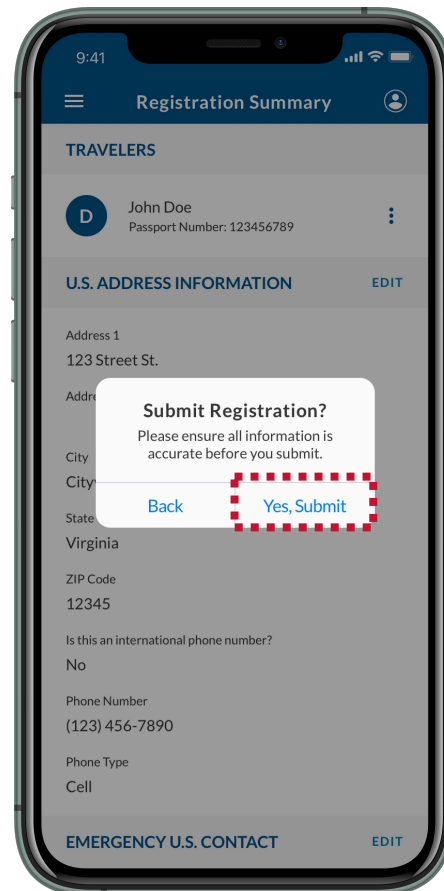 9:41
Registration Summary
TRAVELERS
D
John Doe
Passport Number: 123456789
U.S. ADDRESS INFORMATION EDIT
Address 1
123 Street St.
Submit Registration?
Please ensure all information is
accurate before you submit.
Back Yes, Submit
City
State
Virginia
ZIP Code
12345
Is this an international phone number?
No
Phone Number
(123) 456-7890
Phone Type
Cell
EMERGENCY U.S. CONTACT EDIT